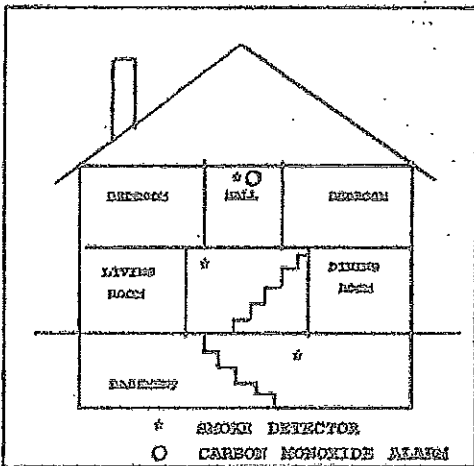 BEDROOM HALL BEDROOM
LIVING DINING
ROOM ROOM
BASEMENT
SMOKE DETECTOR
CARBON MONOXIDE ALARM